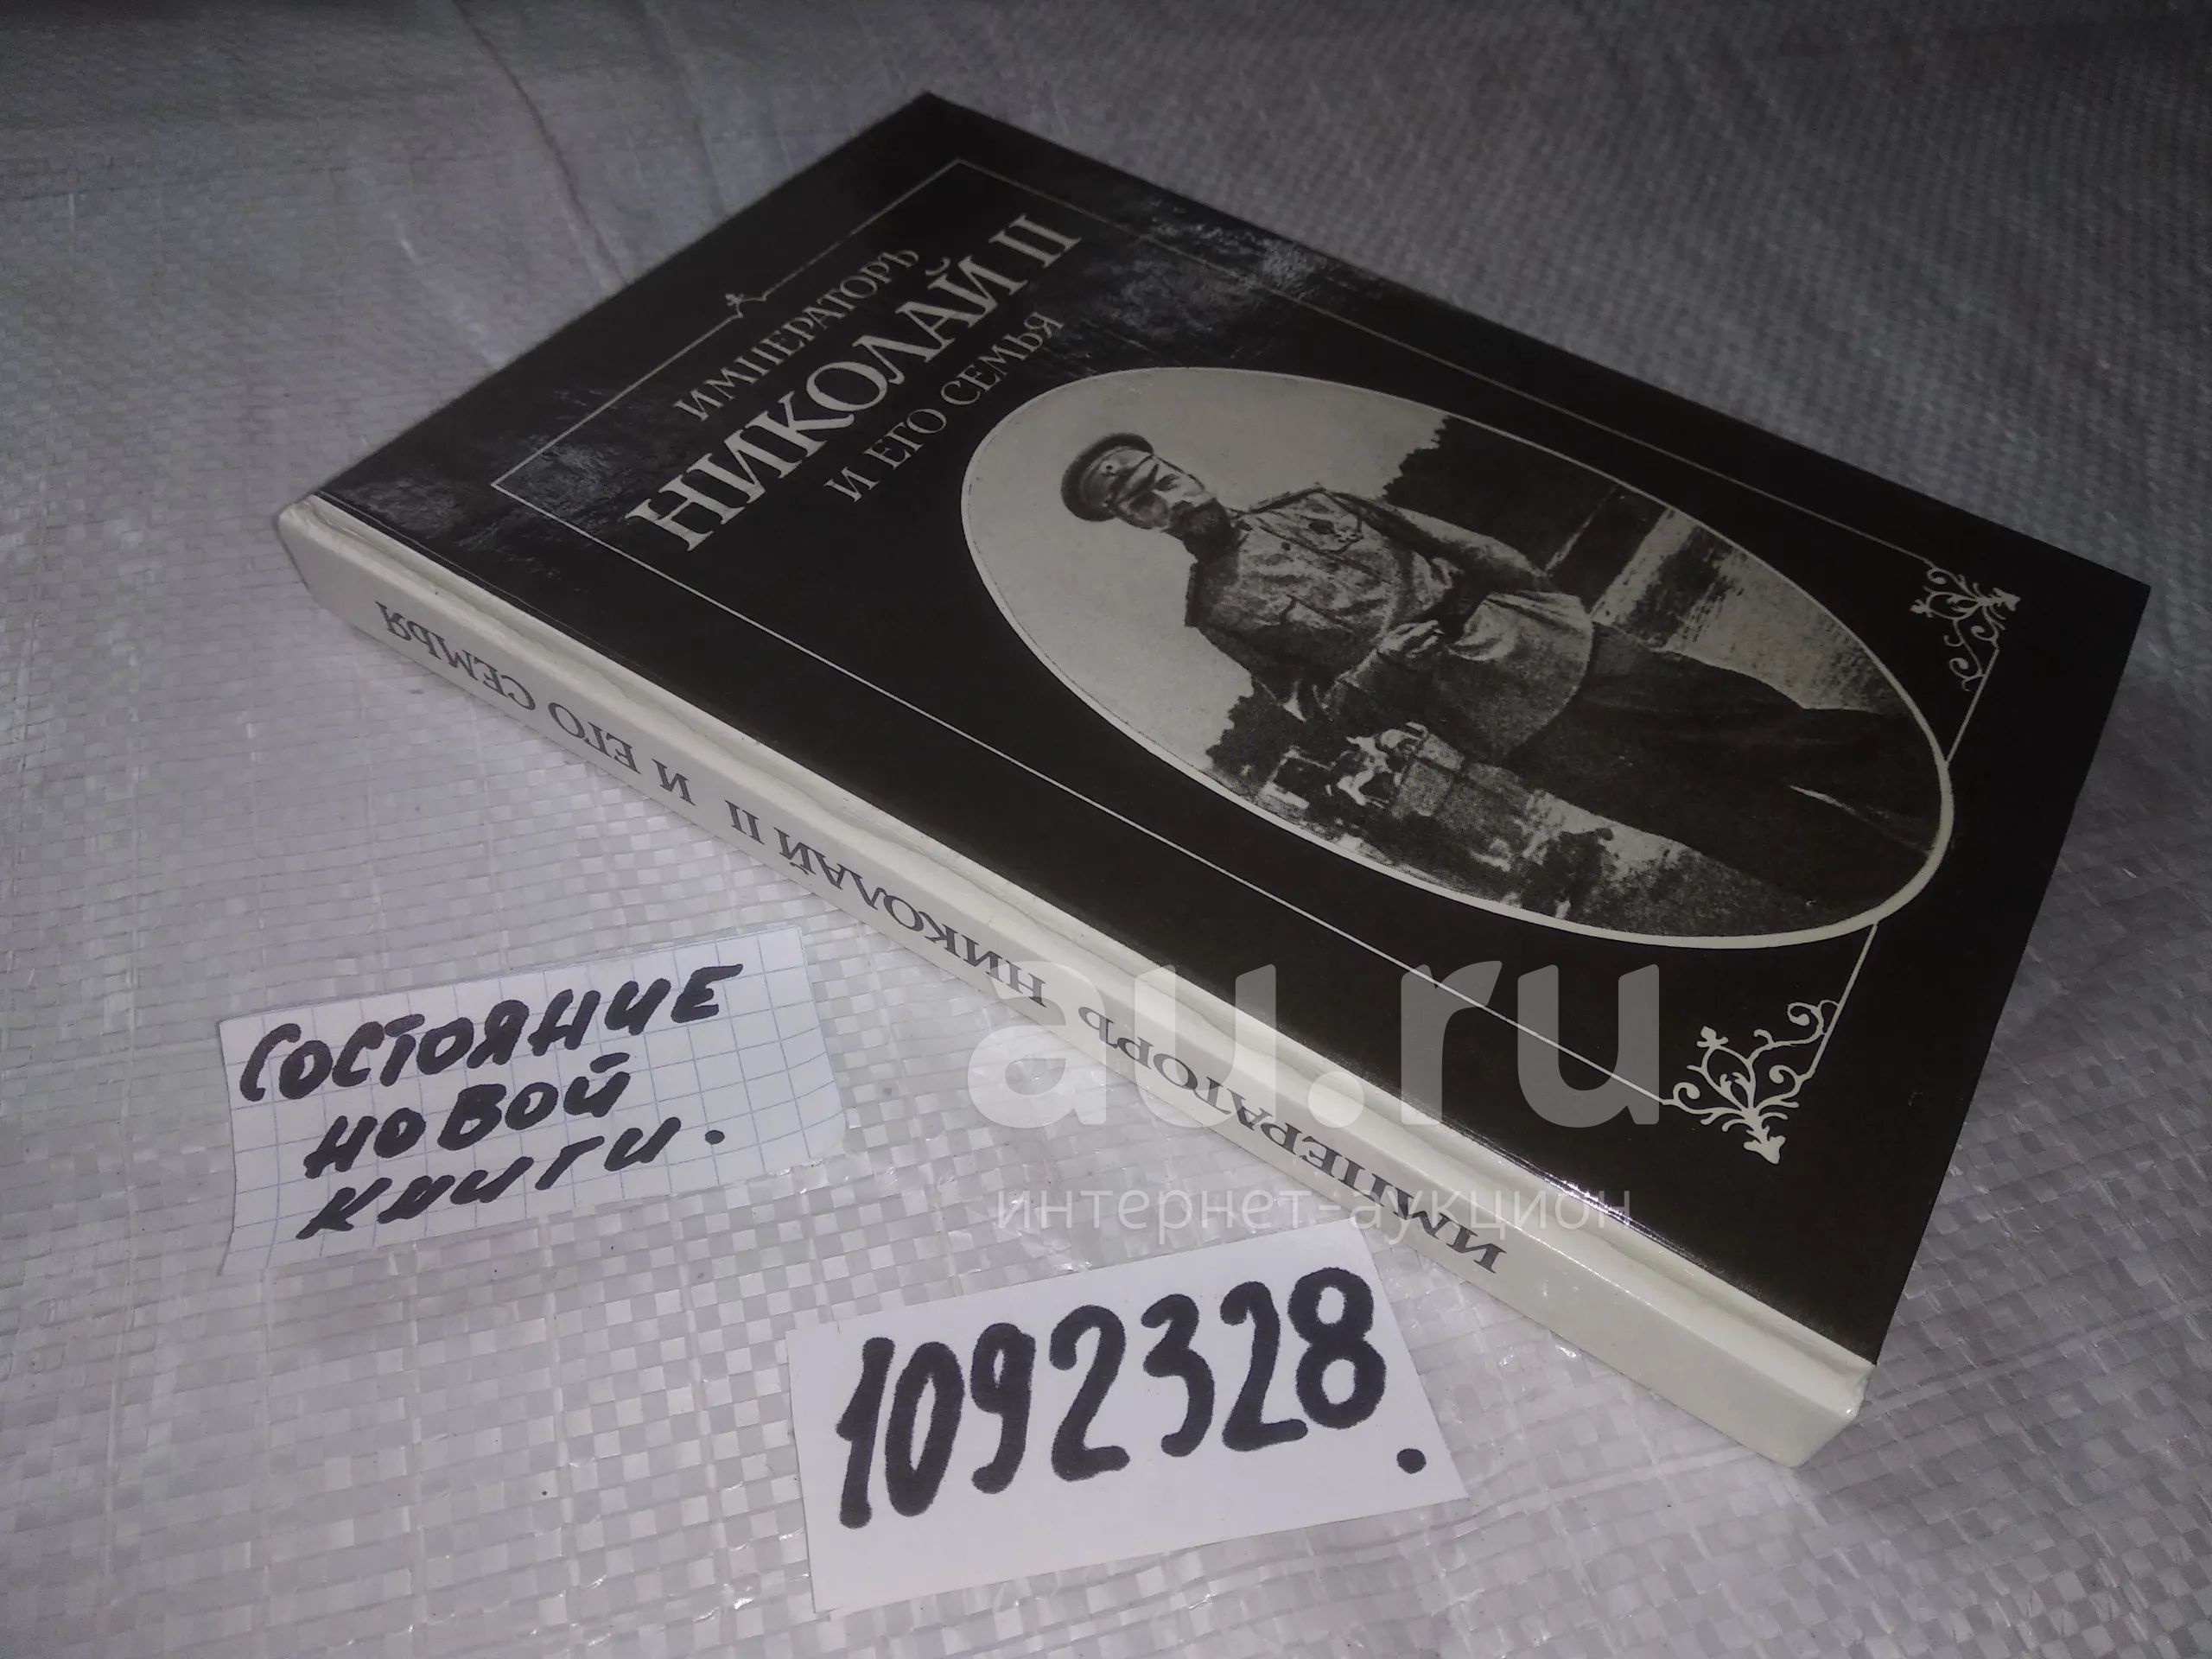 ИМПЕРАТОРЪ
НИКОЛАЙ II
И ЕГО СЕМЬЯ
ИМПЕРАТОРЪ НИКОЛАЙ II И ЕГО СЕМЬЯ
au.ru
интернет-аукцион
СОСТОЯНИЕ
НОВОЙ
КНИГИ.
1092328.